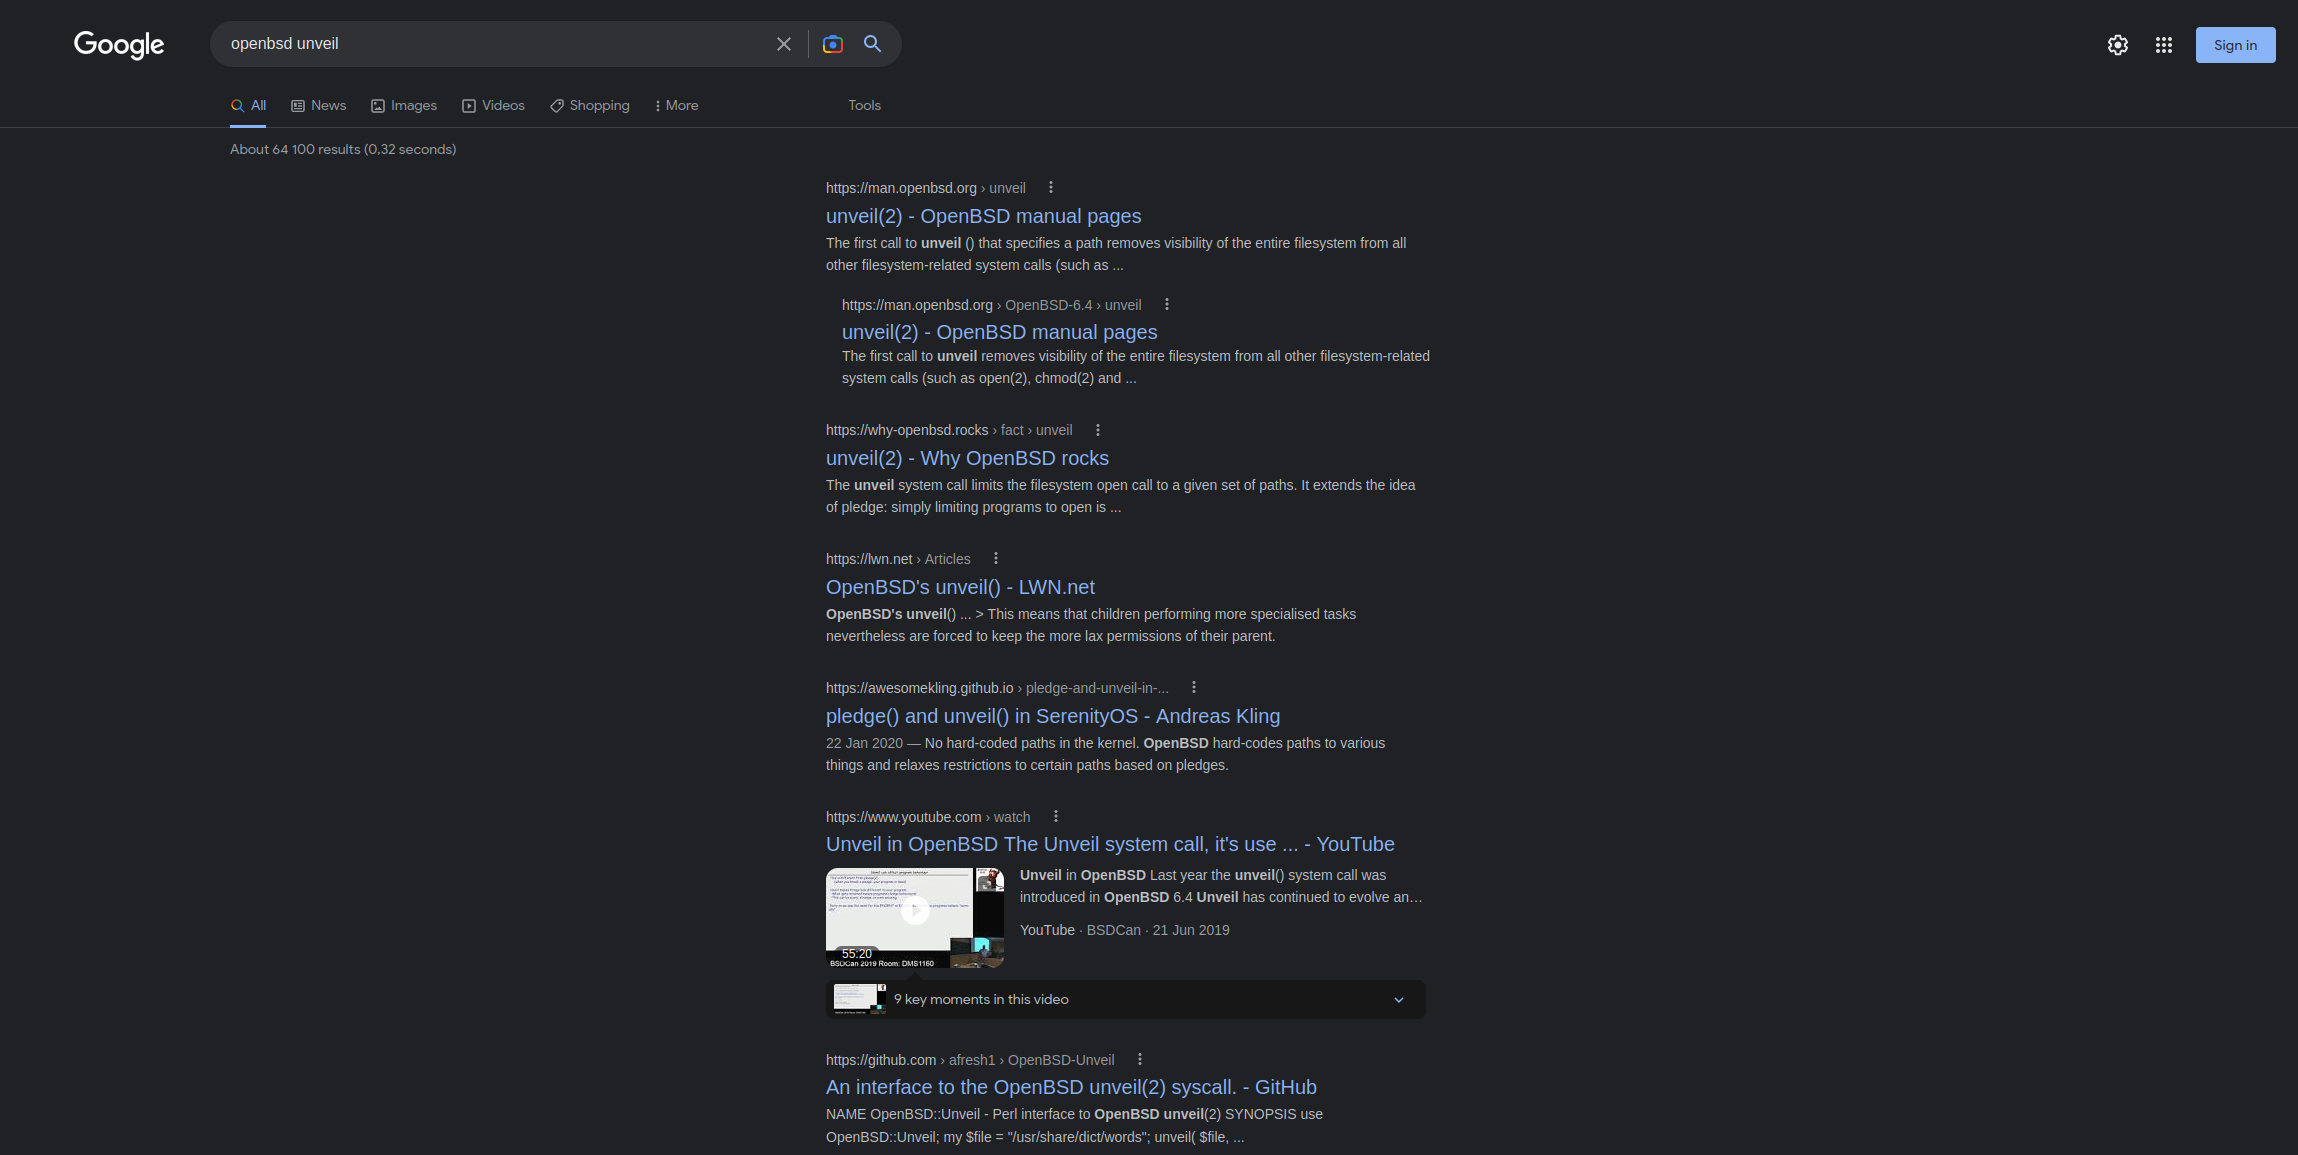 Google
openbsd unveil
Sign in
All News Images Videos Shopping More Tools
About 64 100 results (0,32 seconds)
https://man.openbsd.org › unveil
unveil(2) - OpenBSD manual pages
The first call to unveil () that specifies a path removes visibility of the entire filesystem from all
other filesystem-related system calls (such as ...
https://man.openbsd.org › OpenBSD-6.4 › unveil
unveil(2) - OpenBSD manual pages
The first call to unveil removes visibility of the entire filesystem from all other filesystem-related
system calls (such as open(2), chmod(2) and ...
https://why-openbsd.rocks › fact › unveil
unveil(2) - Why OpenBSD rocks
The unveil system call limits the filesystem open call to a given set of paths. It extends the idea
of pledge: simply limiting programs to open is ...
https://lwn.net › Articles
OpenBSD's unveil() - LWN.net
OpenBSD's unveil() ... > This means that children performing more specialised tasks
nevertheless are forced to keep the more lax permissions of their parent.
https://awesomekling.github.io › pledge-and-unveil-in-...
pledge() and unveil() in SerenityOS - Andreas Kling
22 Jan 2020 — No hard-coded paths in the kernel. OpenBSD hard-codes paths to various
things and relaxes restrictions to certain paths based on pledges.
https://www.youtube.com › watch
Unveil in OpenBSD The Unveil system call, it's use ... - YouTube
55:20
BSDCan 2019 Room: DMS1160
Unveil in OpenBSD Last year the unveil() system call was
introduced in OpenBSD 6.4 Unveil has continued to evolve an...
YouTube · BSDCan · 21 Jun 2019
9 key moments in this video
https://github.com › afresh1 › OpenBSD-Unveil
An interface to the OpenBSD unveil(2) syscall. - GitHub
NAME OpenBSD::Unveil - Perl interface to OpenBSD unveil(2) SYNOPSIS use
OpenBSD::Unveil; my $file = "/usr/share/dict/words"; unveil( $file, ...